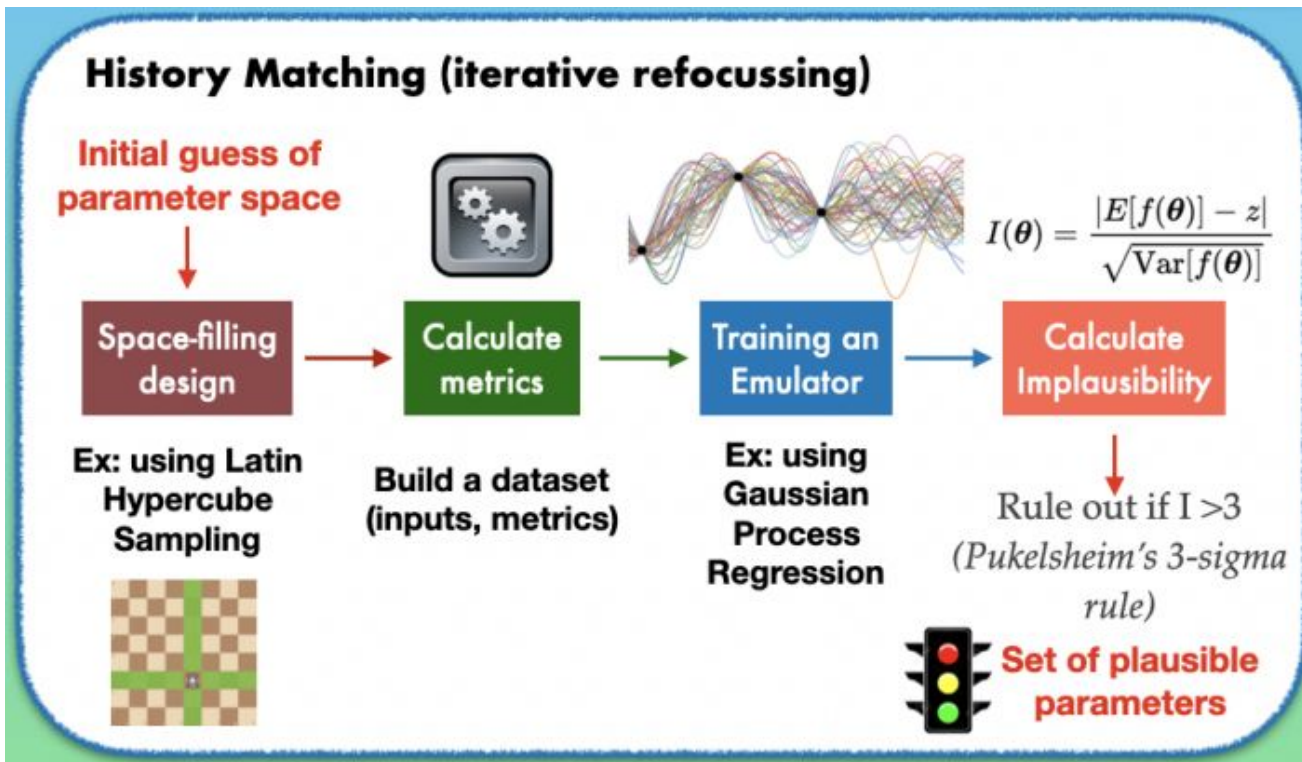 History Matching (iterative refocussing)
Initial guess of
parameter space
I(θ) = |E[f(θ)] − z| / √Var[f(θ)]
Space-filling
design
Calculate
metrics
Training an
Emulator
Calculate
Implausibility
Ex: using Latin
Hypercube
Sampling
Build a dataset
(inputs, metrics)
Ex: using
Gaussian
Process
Regression
Rule out if I >3
(Pukelsheim's 3-sigma
rule)
Set of plausible
parameters